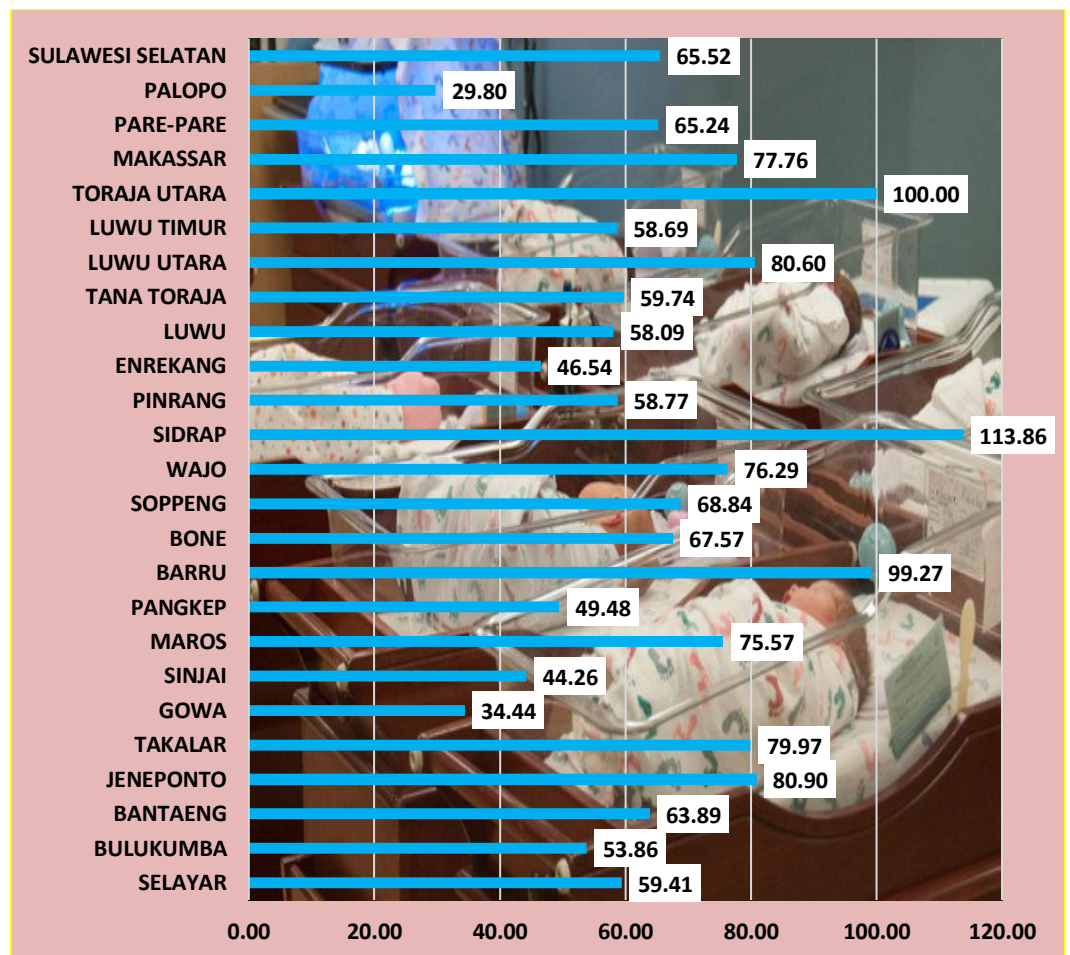 SULAWESI SELATAN 65.52
PALOPO 29.80
PARE-PARE 65.24
MAKASSAR 77.76
TORAJA UTARA 100.00
LUWU TIMUR 58.69
LUWU UTARA 80.60
TANA TORAJA 59.74
LUWU 58.09
ENREKANG 46.54
PINRANG 58.77
SIDRAP 113.86
WAJO 76.29
SOPPENG 68.84
BONE 67.57
BARRU 99.27
PANGKEP 49.48
MAROS 75.57
SINJAI 44.26
GOWA 34.44
TAKALAR 79.97
JENEPONTO 80.90
BANTAENG 63.89
BULUKUMBA 53.86
SELAYAR 59.41
0.00 20.00 40.00 60.00 80.00 100.00 120.00